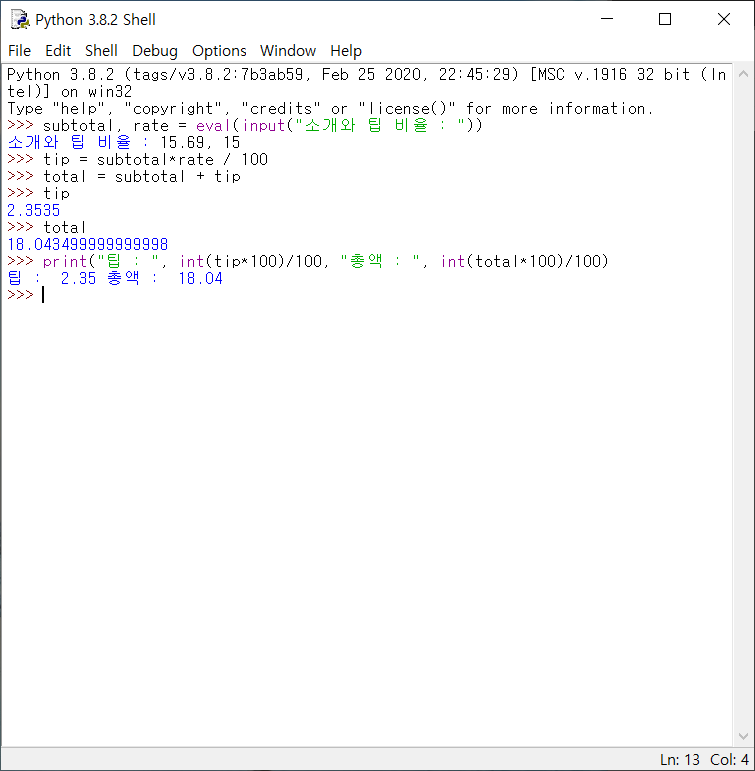 Python 3.8.2 Shell
File Edit Shell Debug Options Window Help
Python 3.8.2 (tags/v3.8.2:7b3ab59, Feb 25 2020, 22:45:29) [MSC v.1916 32 bit (In
tel)] on win32
Type "help", "copyright", "credits" or "license()" for more information.
>>> subtotal, rate = eval(input("소개와 팁 비율 : "))
소개와 팁 비율 : 15.69, 15
>>> tip = subtotal*rate / 100
>>> total = subtotal + tip
>>> tip
2.3535
>>> total
18.043499999999998
>>> print("팁 : ", int(tip*100)/100, "총액 : ", int(total*100)/100)
팁 :  2.35 총액 :  18.04
>>>
Ln: 13 Col: 4